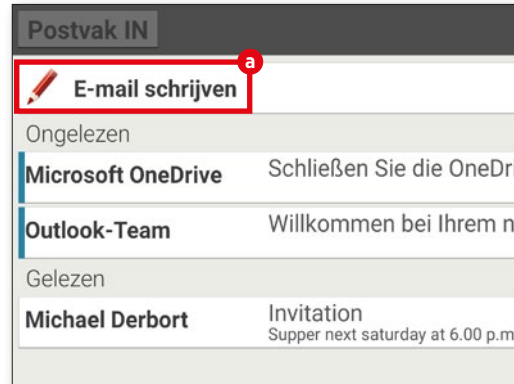 Postvak IN
a
E-mail schrijven
Ongelezen
Microsoft OneDrive Schließen Sie die OneDri
Outlook-Team Willkommen bei Ihrem n
Gelezen
Michael Derbort Invitation
Supper next saturday at 6.00 p.m